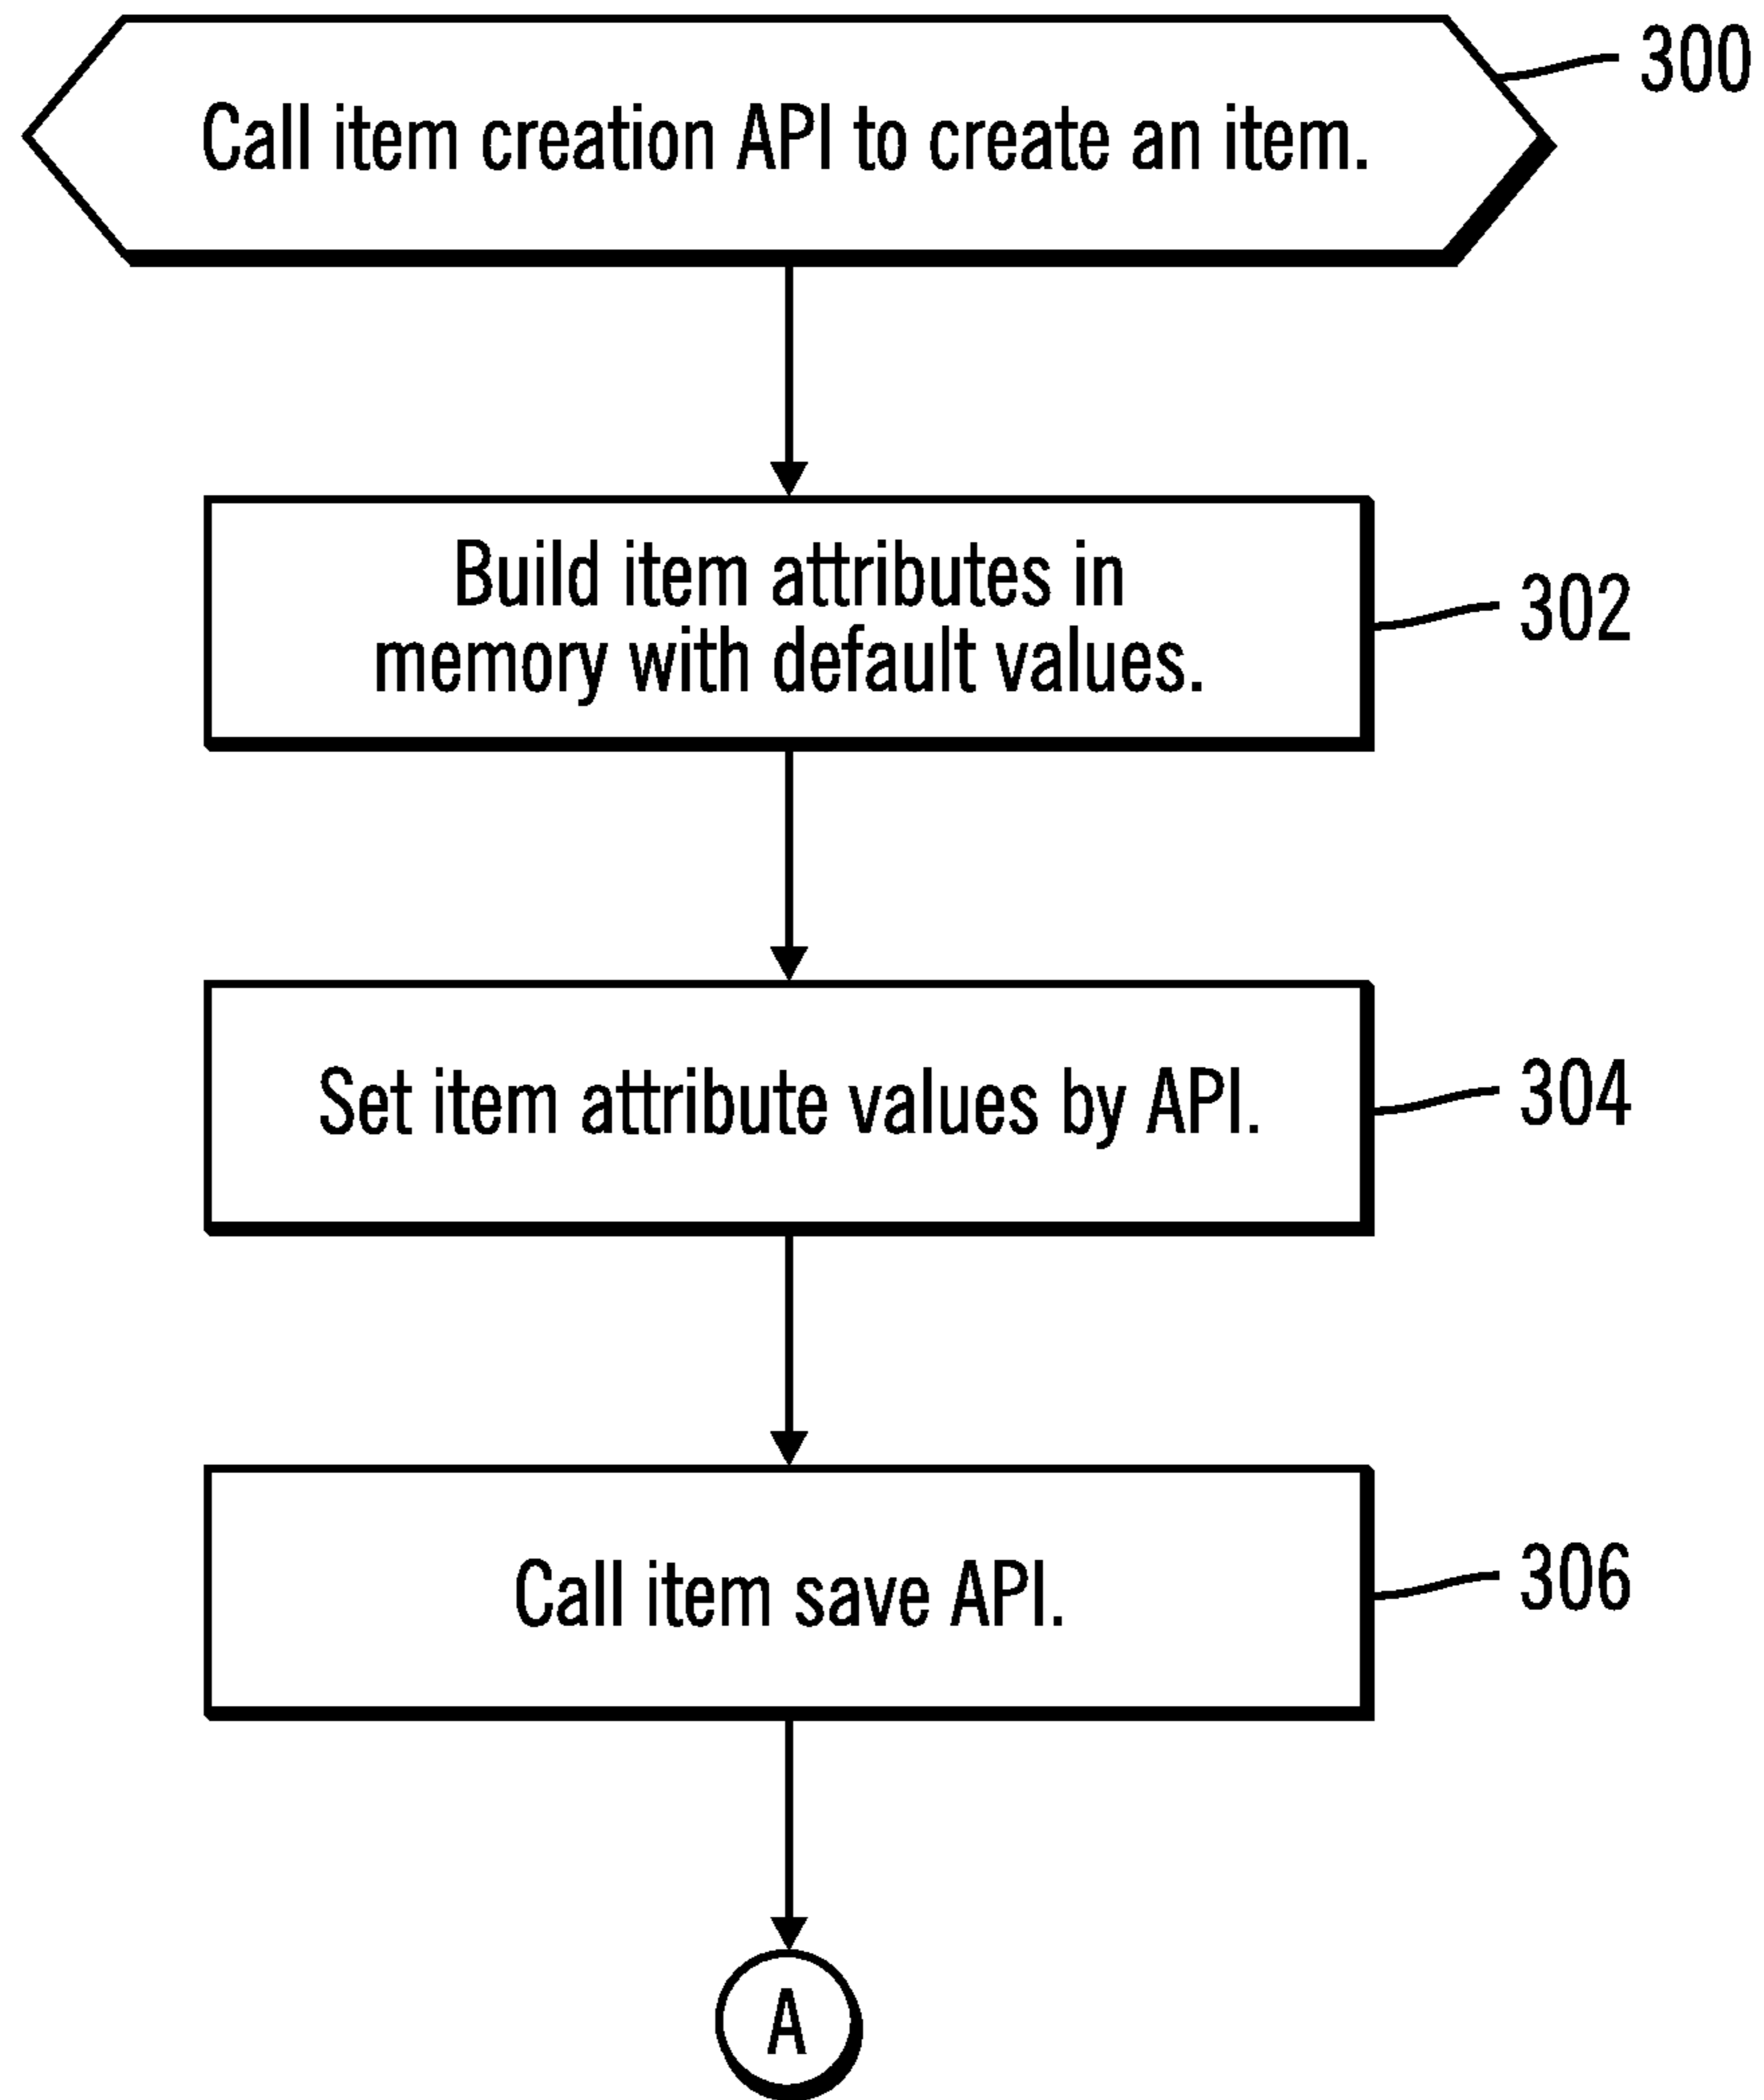 300
Call item creation API to create an item.
Build item attributes in
memory with default values.
302
Set item attribute values by API.
304
Call item save API.
306
A